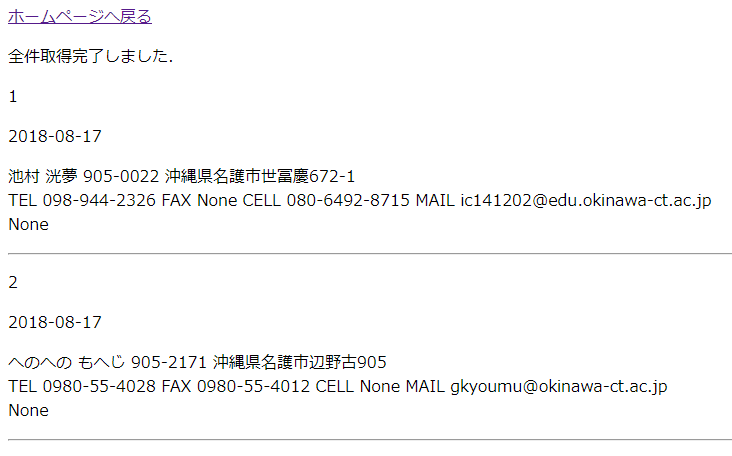 ホームページへ戻る
全件取得完了しました.
1
2018-08-17
池村 洸夢 905-0022 沖縄県名護市世冨慶672-1
TEL 098-944-2326 FAX None CELL 080-6492-8715 MAIL ic141202@edu.okinawa-ct.ac.jp
None
2
2018-08-17
へのへの もへじ 905-2171 沖縄県名護市辺野古905
TEL 0980-55-4028 FAX 0980-55-4012 CELL None MAIL gkyoumu@okinawa-ct.ac.jp
None